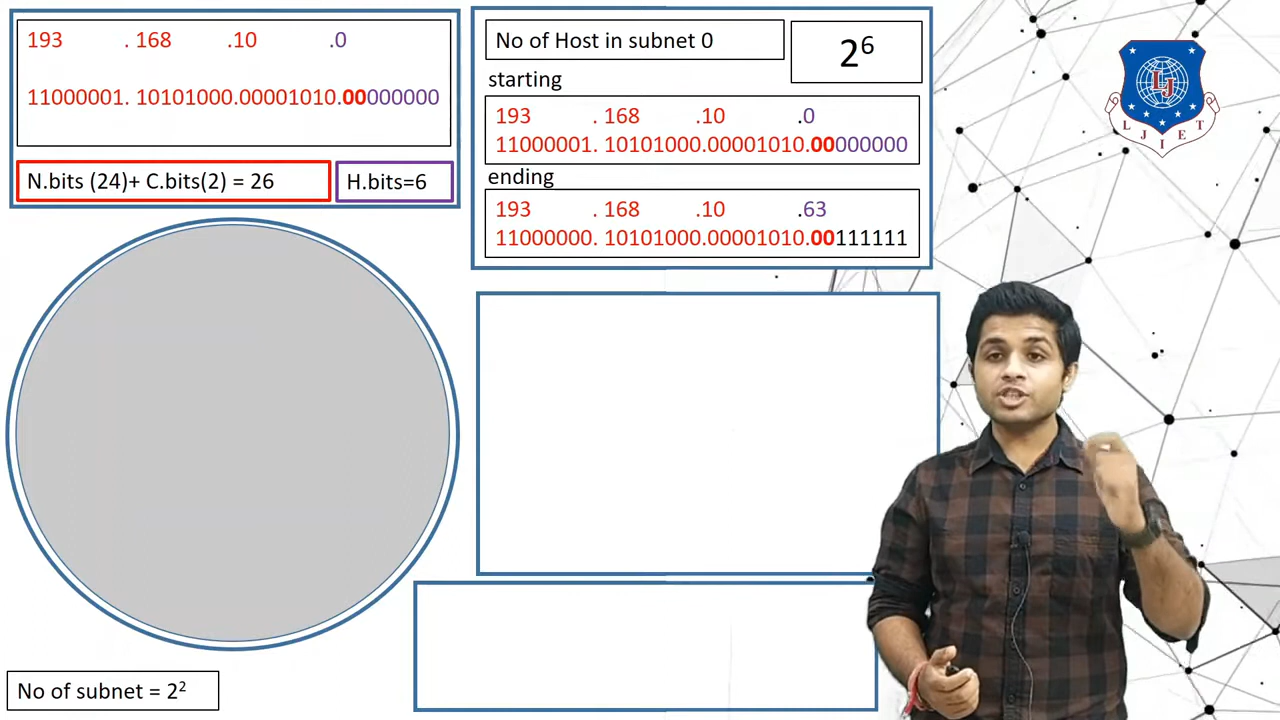 193 . 168 .10 .0
11000001. 10101000.00001010.00000000
N.bits (24)+ C.bits(2) = 26
H.bits=6
No of Host in subnet 0
2⁶
starting
193 . 168 .10 .0
11000001. 10101000.00001010.00000000
ending
193 . 168 .10 .63
11000000. 10101000.00001010.00111111
LJ
LJIET
No of subnet = 2²